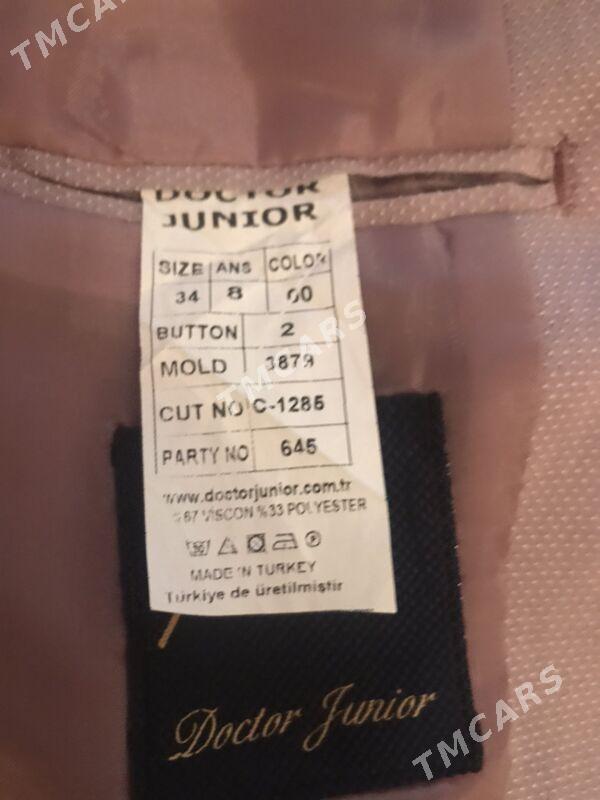 TMCARS
DOCTOR
JUNIOR
SIZE ANS COLOR
34 8 60
BUTTON 2
MOLD 3879
TMCARS
CUT NO C-1285
PARTY NO 645
www.doctorjunior.com.tr
%67 VISCON %33 POLYESTER
MADE IN TURKEY
Türkiye de üretilmiştir
Doctor Junior
TMCARS